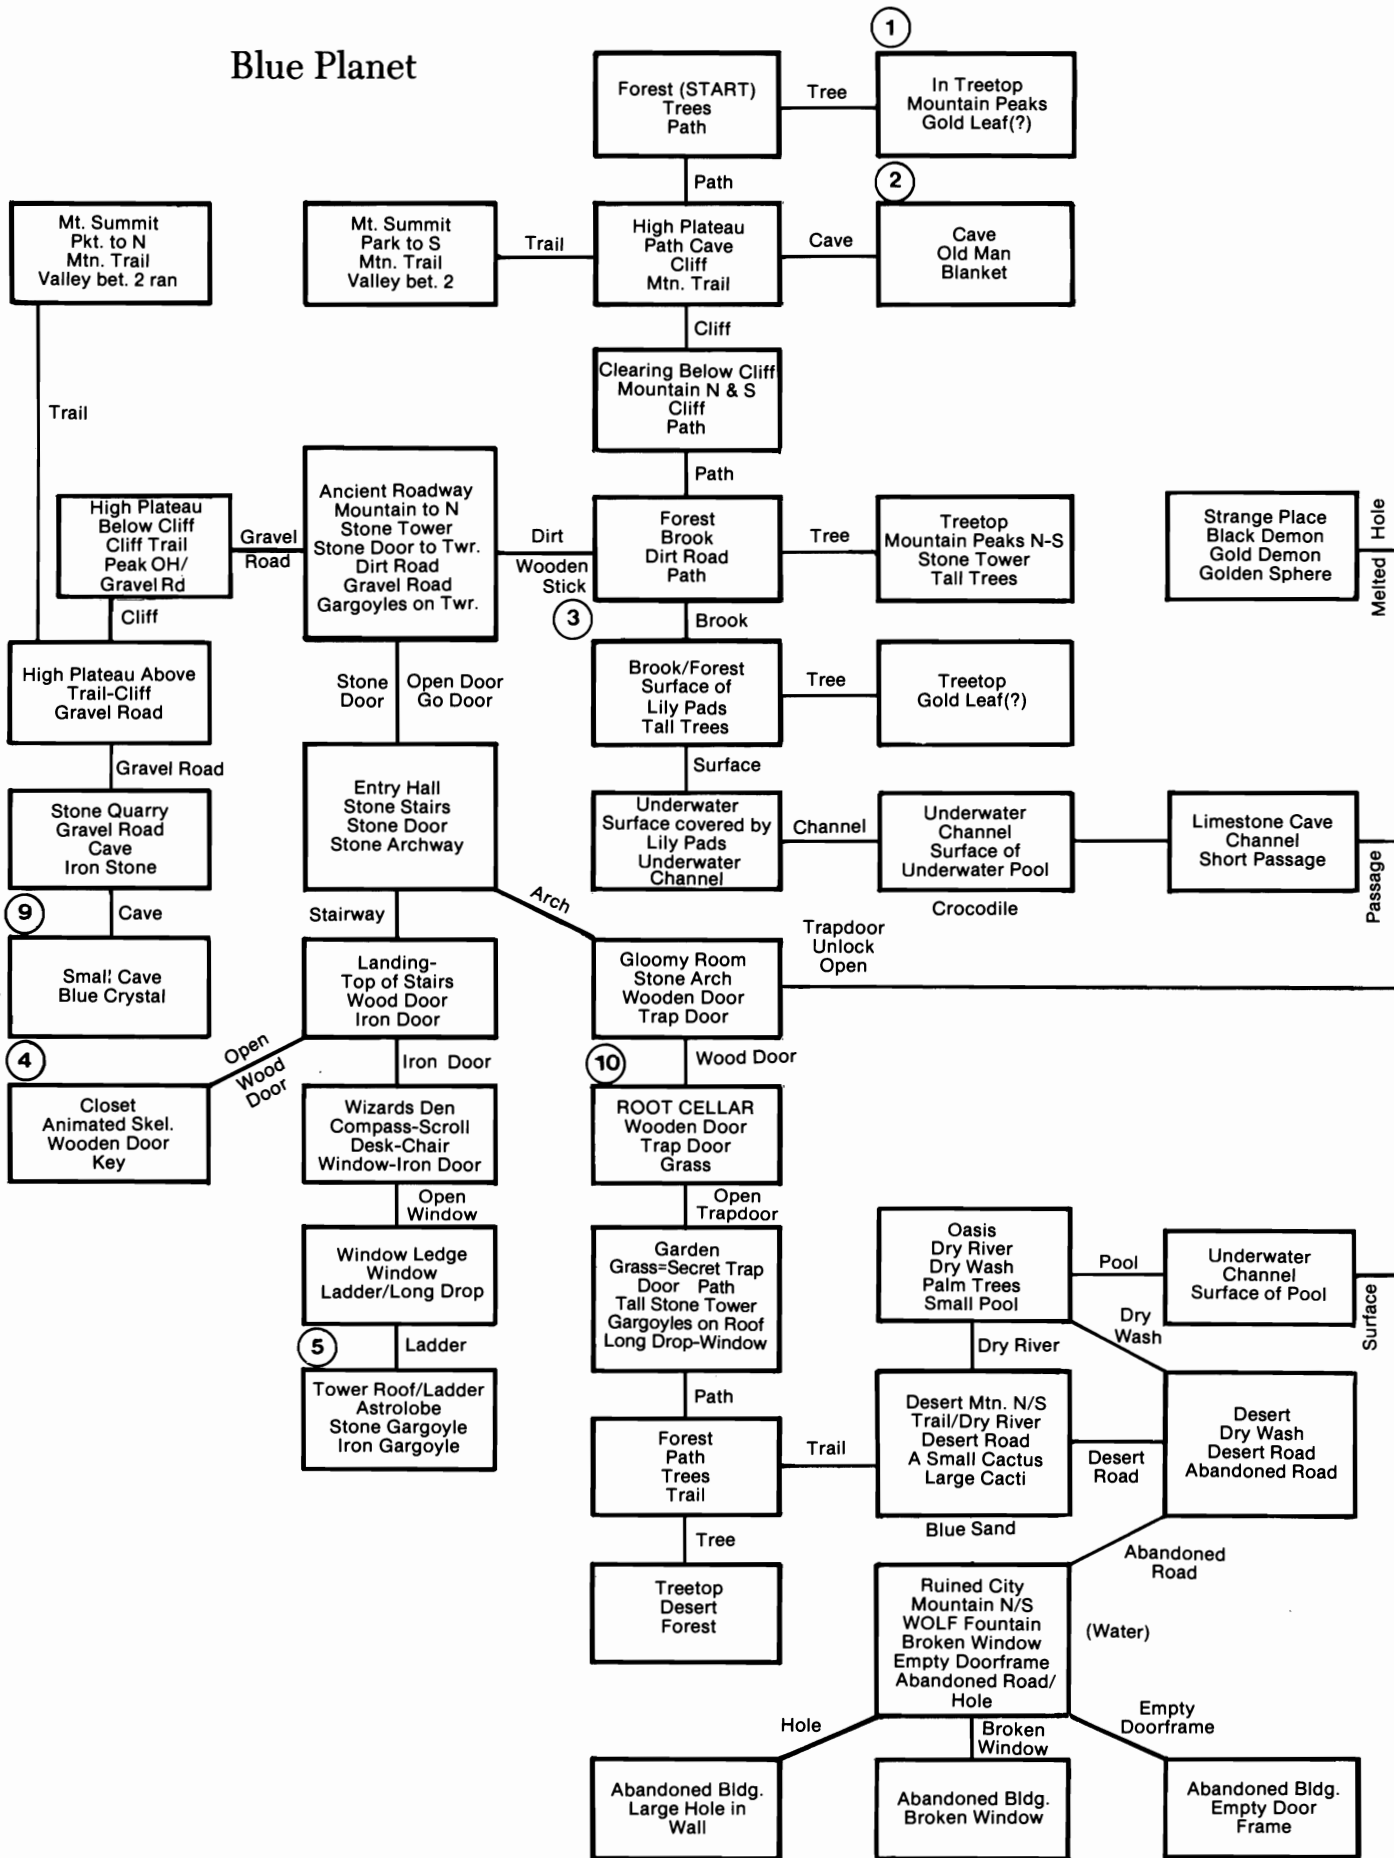 Blue Planet
Forest (START)
Trees
Path
Tree
1
In Treetop
Mountain Peaks
Gold Leaf(?)
Path
2
Mt. Summit
Pkt. to N
Mtn. Trail
Valley bet. 2 ran
Mt. Summit
Park to S
Mtn. Trail
Valley bet. 2
Trail
High Plateau
Path Cave
Cliff
Mtn. Trail
Cave
Cave
Old Man
Blanket
Cliff
Clearing Below Cliff
Mountain N & S
Cliff
Path
Trail
Path
High Plateau
Below Cliff
Cliff Trail
Peak OH/
Gravel Rd
Gravel
Road
Ancient Roadway
Mountain to N
Stone Tower
Stone Door to Twr.
Dirt Road
Gravel Road
Gargoyles on Twr.
Dirt
Wooden
Stick
Forest
Brook
Dirt Road
Path
Tree
Treetop
Mountain Peaks N-S
Stone Tower
Tall Trees
Strange Place
Black Demon
Gold Demon
Golden Sphere
Melted Hole
Cliff
3
Brook
High Plateau Above
Trail-Cliff
Gravel Road
Stone
Door
Open Door
Go Door
Brook/Forest
Surface of
Lily Pads
Tall Trees
Tree
Treetop
Gold Leaf(?)
Gravel Road
Surface
Stone Quarry
Gravel Road
Cave
Iron Stone
Entry Hall
Stone Stairs
Stone Door
Stone Archway
Underwater
Surface covered by
Lily Pads
Underwater
Channel
Channel
Underwater
Channel
Surface of
Underwater Pool
Crocodile
Limestone Cave
Channel
Short Passage
Passage
9
Cave
Stairway
Arch
Trapdoor
Unlock
Open
Small Cave
Blue Crystal
Landing-
Top of Stairs
Wood Door
Iron Door
Gloomy Room
Stone Arch
Wooden Door
Trap Door
4
Open
Wood
Door
Iron Door
10
Wood Door
Closet
Animated Skel.
Wooden Door
Key
Wizards Den
Compass-Scroll
Desk-Chair
Window-Iron Door
ROOT CELLAR
Wooden Door
Trap Door
Grass
Open
Window
Open
Trapdoor
Window Ledge
Window
Ladder/Long Drop
Garden
Grass=Secret Trap
Door Path
Tall Stone Tower
Gargoyles on Roof
Long Drop-Window
Oasis
Dry River
Dry Wash
Palm Trees
Small Pool
Pool
Underwater
Channel
Surface of Pool
Surface
5
Ladder
Dry River
Dry
Wash
Tower Roof/Ladder
Astrolobe
Stone Gargoyle
Iron Gargoyle
Path
Forest
Path
Trees
Trail
Trail
Desert Mtn. N/S
Trail/Dry River
Desert Road
A Small Cactus
Large Cacti
Blue Sand
Desert
Road
Desert
Dry Wash
Desert Road
Abandoned Road
Tree
Abandoned
Road
Treetop
Desert
Forest
Ruined City
Mountain N/S
WOLF Fountain
Broken Window
Empty Doorframe
Abandoned Road/
Hole
(Water)
Hole
Broken
Window
Empty
Doorframe
Abandoned Bldg.
Large Hole in
Wall
Abandoned Bldg.
Broken Window
Abandoned Bldg.
Empty Door
Frame